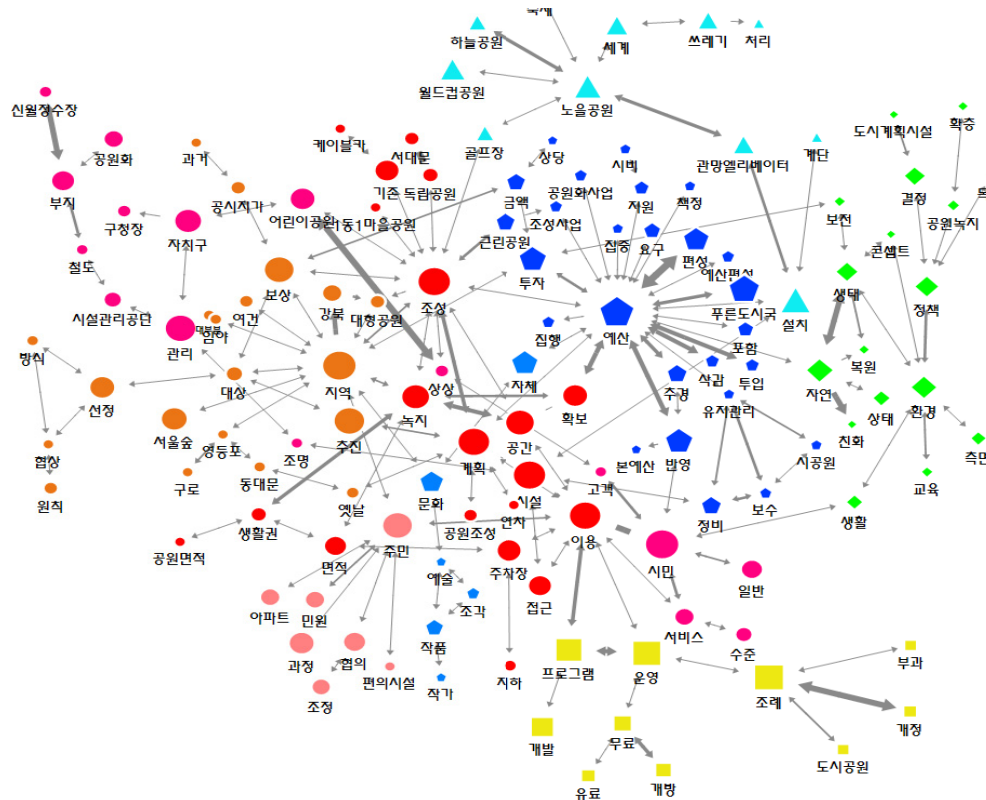 축제
하늘공원
세계
쓰레기
처리
월드컵공원
노을공원
신월정수장
공원화
과거
케이블카
서대문
골프장
상당
시비
관망엘리베이터
계단
도시계획시설
확충
부지
공시지가
어린이공원
기존
독립공원
금액
공원화사업
지원
책정
결정
구청장
자치구
1동1마을공원
근린공원
조성사업
집중
요구
편성
보전
공원녹지
콘셉트
철도
보상
조성
투자
예산편성
생태
정책
시설관리공단
여건
임야
강북
대형공원
예산
푸른도시국
설치
관리
집행
포함
방식
대상
지역
상상
자체
추경
삭감
투입
복원
선정
녹지
확보
유지관리
자연
상태
환경
서울숲
추진
공간
협상
영등포
조명
계획
본예산
반영
시공원
친화
측면
원칙
구로
동대문
옛날
문화
시설
고객
교육
생활권
공원조성
연차
이용
정비
보수
생활
공원면적
면적
주민
주차장
시민
예술
접근
일반
아파트
민원
조각
서비스
과정
협의
작품
수준
조정
편의시설
작가
지하
프로그램
운영
조례
부과
개발
무료
개정
유료
개방
도시공원